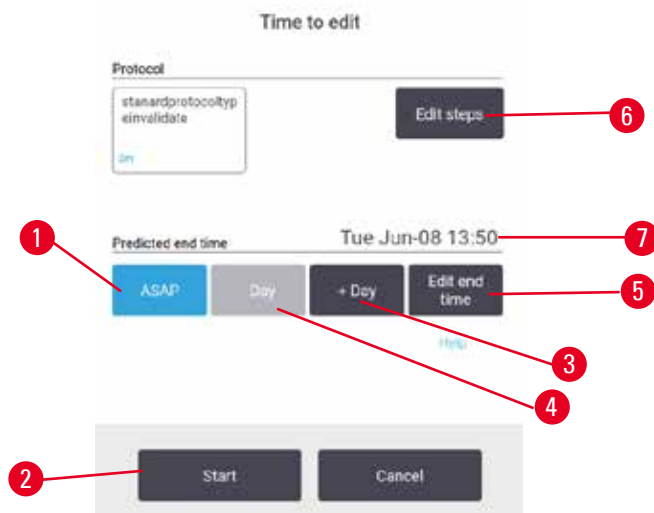 Time to edit
Protocol
stanardprotocoltyp
einvalidate
Edit steps
6
1
Predicted end time
Tue Jun-08 13:50
7
ASAP
Day
+ Day
Edit end
time
5
Help
3
4
2
Start
Cancel